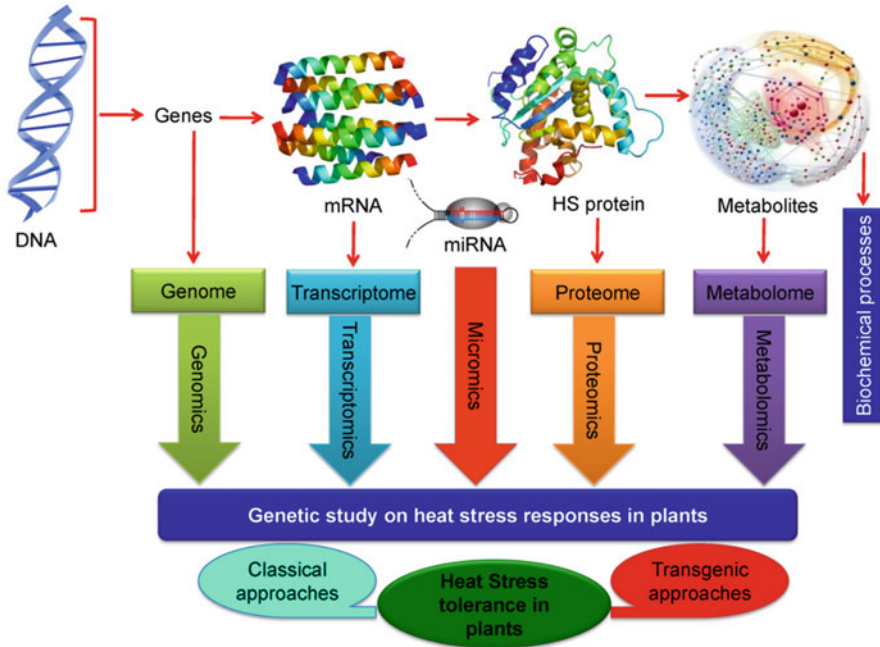 DNA
Genes
mRNA
miRNA
HS protein
Metabolites
Biochemical processes
Genome
Transcriptome
Proteome
Metabolome
Genomics
Transcriptomics
Micromics
Proteomics
Metabolomics
Genetic study on heat stress responses in plants
Classical
approaches
Heat Stress
tolerance in
plants
Transgenic
approaches